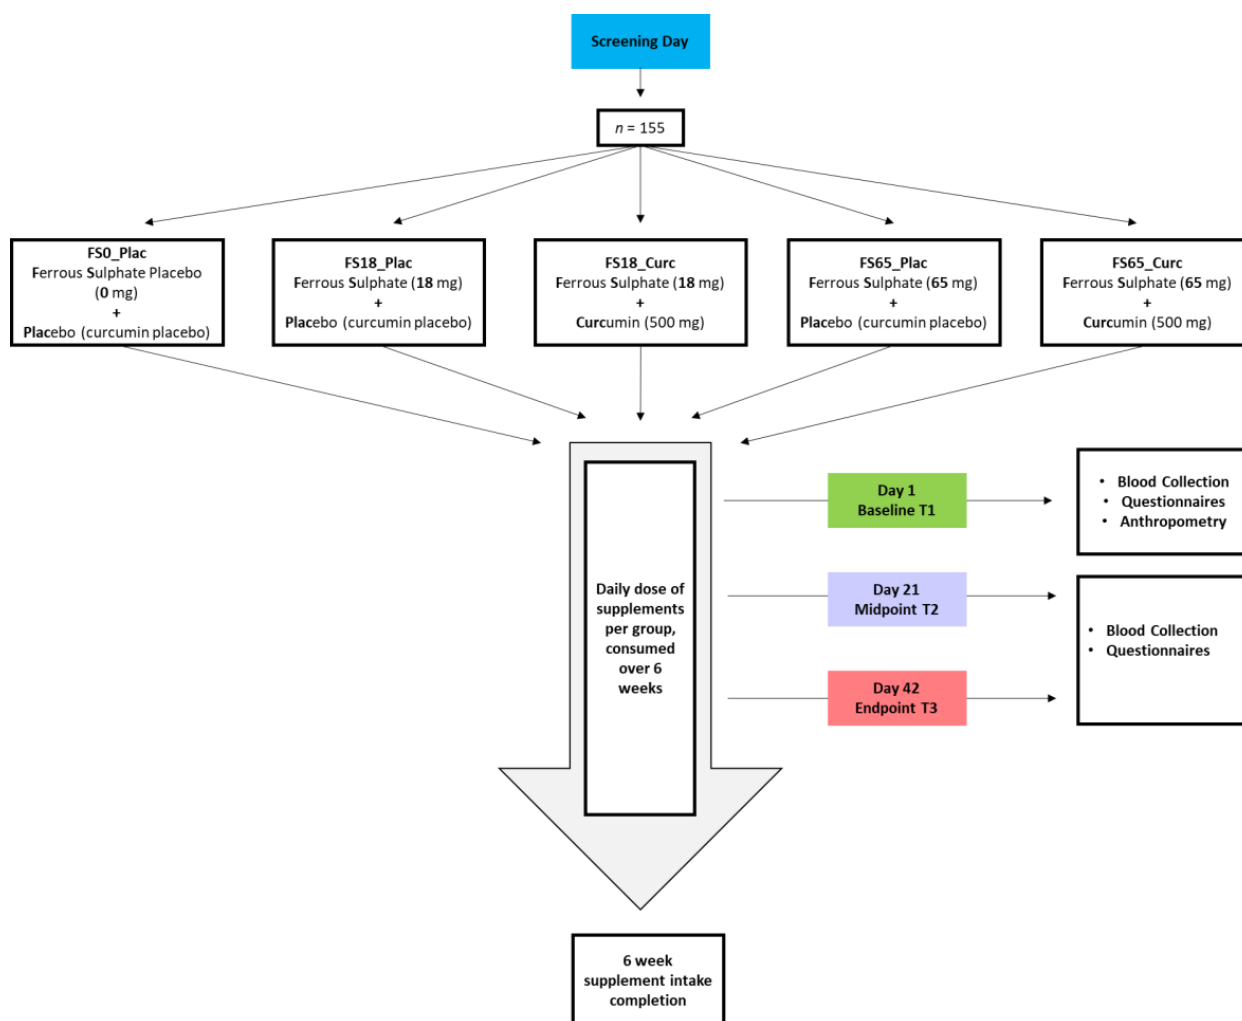 Screening Day
n = 155
FS0_Plac
Ferrous Sulphate Placebo
(0 mg)
+
Placebo (curcumin placebo)
FS18_Plac
Ferrous Sulphate (18 mg)
+
Placebo (curcumin placebo)
FS18_Curc
Ferrous Sulphate (18 mg)
+
Curcumin (500 mg)
FS65_Plac
Ferrous Sulphate (65 mg)
+
Placebo (curcumin placebo)
FS65_Curc
Ferrous Sulphate (65 mg)
+
Curcumin (500 mg)
Daily dose of
supplements
per group,
consumed
over 6
weeks
Day 1
Baseline T1
• Blood Collection
• Questionnaires
• Anthropometry
Day 21
Midpoint T2
Day 42
Endpoint T3
• Blood Collection
• Questionnaires
6 week
supplement intake
completion